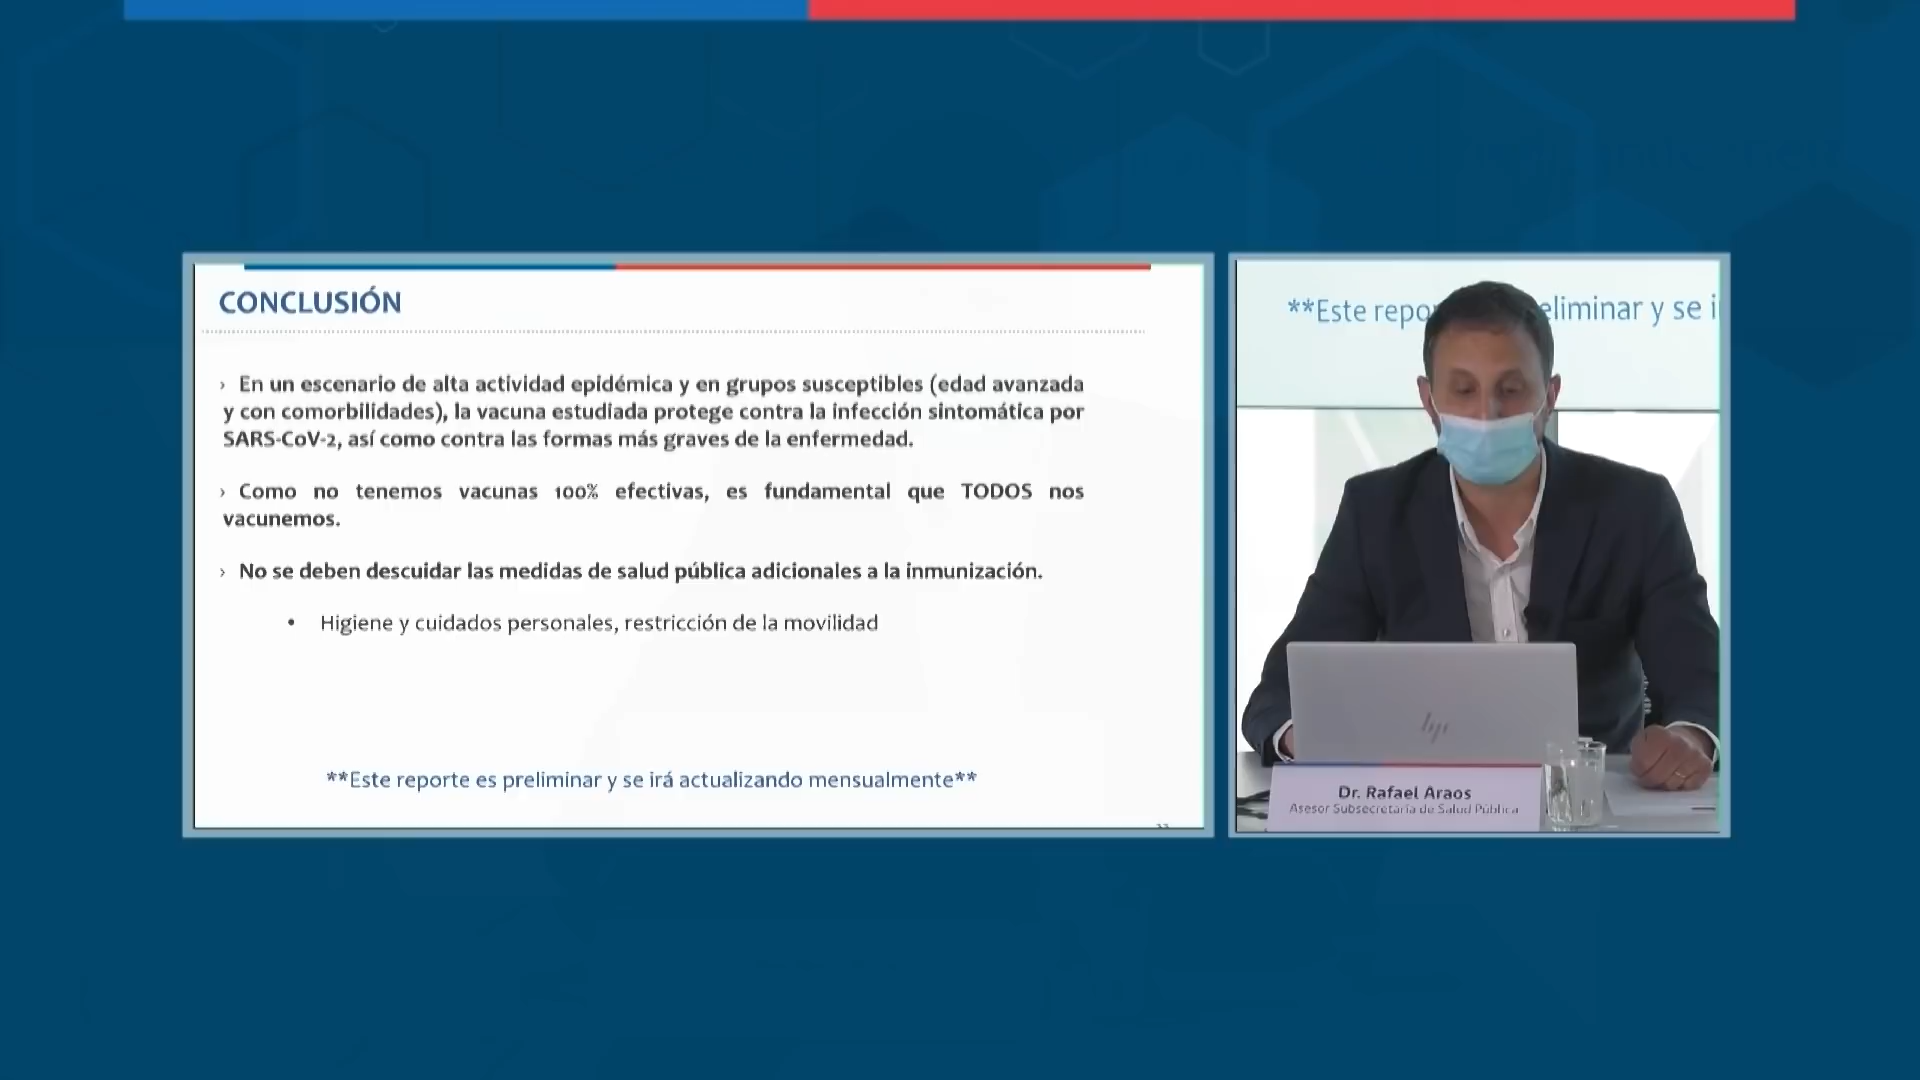 CONCLUSIÓN
› En un escenario de alta actividad epidémica y en grupos susceptibles (edad avanzada
y con comorbilidades), la vacuna estudiada protege contra la infección sintomática por
SARS-CoV-2, así como contra las formas más graves de la enfermedad.
› Como no tenemos vacunas 100% efectivas, es fundamental que TODOS nos
vacunemos.
› No se deben descuidar las medidas de salud pública adicionales a la inmunización.
• Higiene y cuidados personales, restricción de la movilidad
**Este reporte es preliminar y se irá actualizando mensualmente**
**Este repo eliminar y se i
hp
Dr. Rafael Araos
Asesor Subsecretaría de Salud Pública